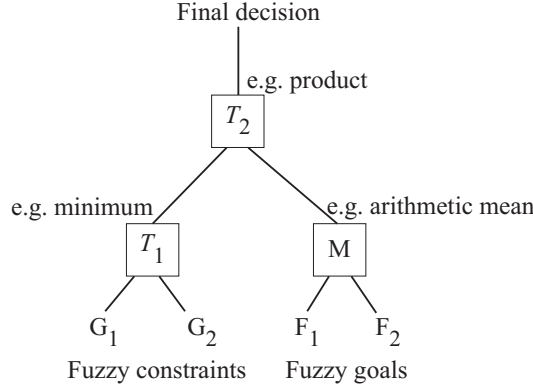 Final decision
e.g. product
T2
e.g. minimum
e.g. arithmetic mean
T1
M
G1
G2
F1
F2
Fuzzy constraints
Fuzzy goals